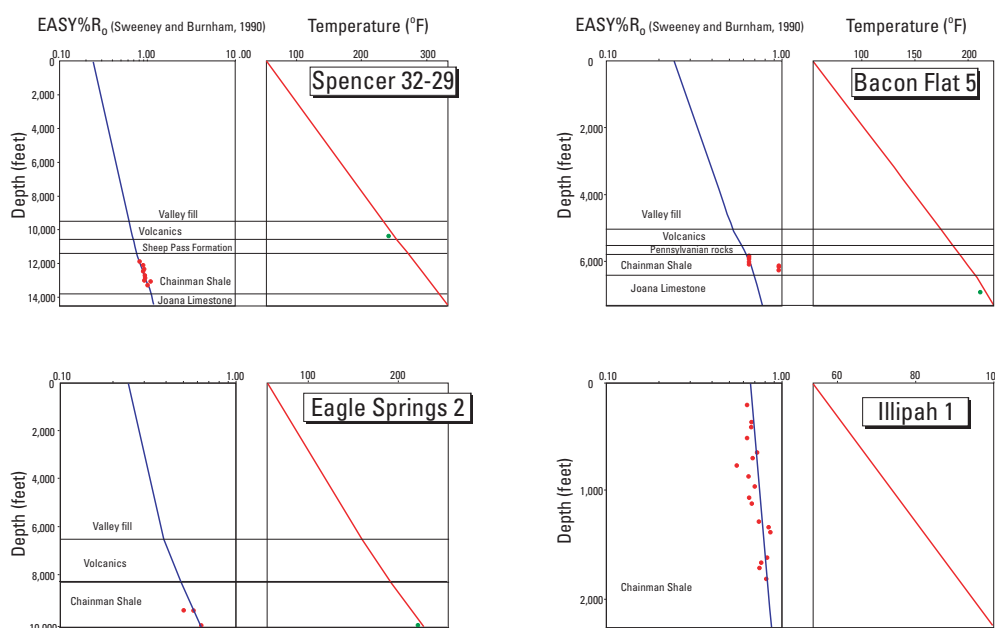 EASY%Ro (Sweeney and Burnham, 1990)
Temperature (°F)
0.10
1.00
10.00
100
200
300
Spencer 32-29
Depth (feet)
0
2,000
4,000
6,000
8,000
10,000
12,000
14,000
Valley fill
Volcanics
Sheep Pass Formation
Chainman Shale
Joana Limestone
EASY%Ro (Sweeney and Burnham, 1990)
Temperature (°F)
0.10
1.00
100
150
200
Bacon Flat 5
Depth (feet)
0
2,000
4,000
6,000
Valley fill
Volcanics
Pennsylvanian rocks
Chainman Shale
Joana Limestone
0.10
1.00
100
200
Eagle Springs 2
Depth (feet)
0
2,000
4,000
6,000
8,000
10,000
Valley fill
Volcanics
Chainman Shale
0.10
1.00
60
80
Illipah 1
Depth (feet)
0
1,000
2,000
Chainman Shale